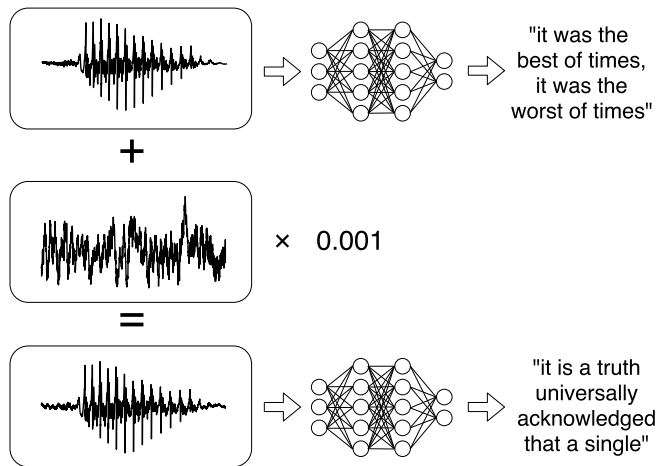 "it was the
best of times,
it was the
worst of times"
+
× 0.001
=
"it is a truth
universally
acknowledged
that a single"